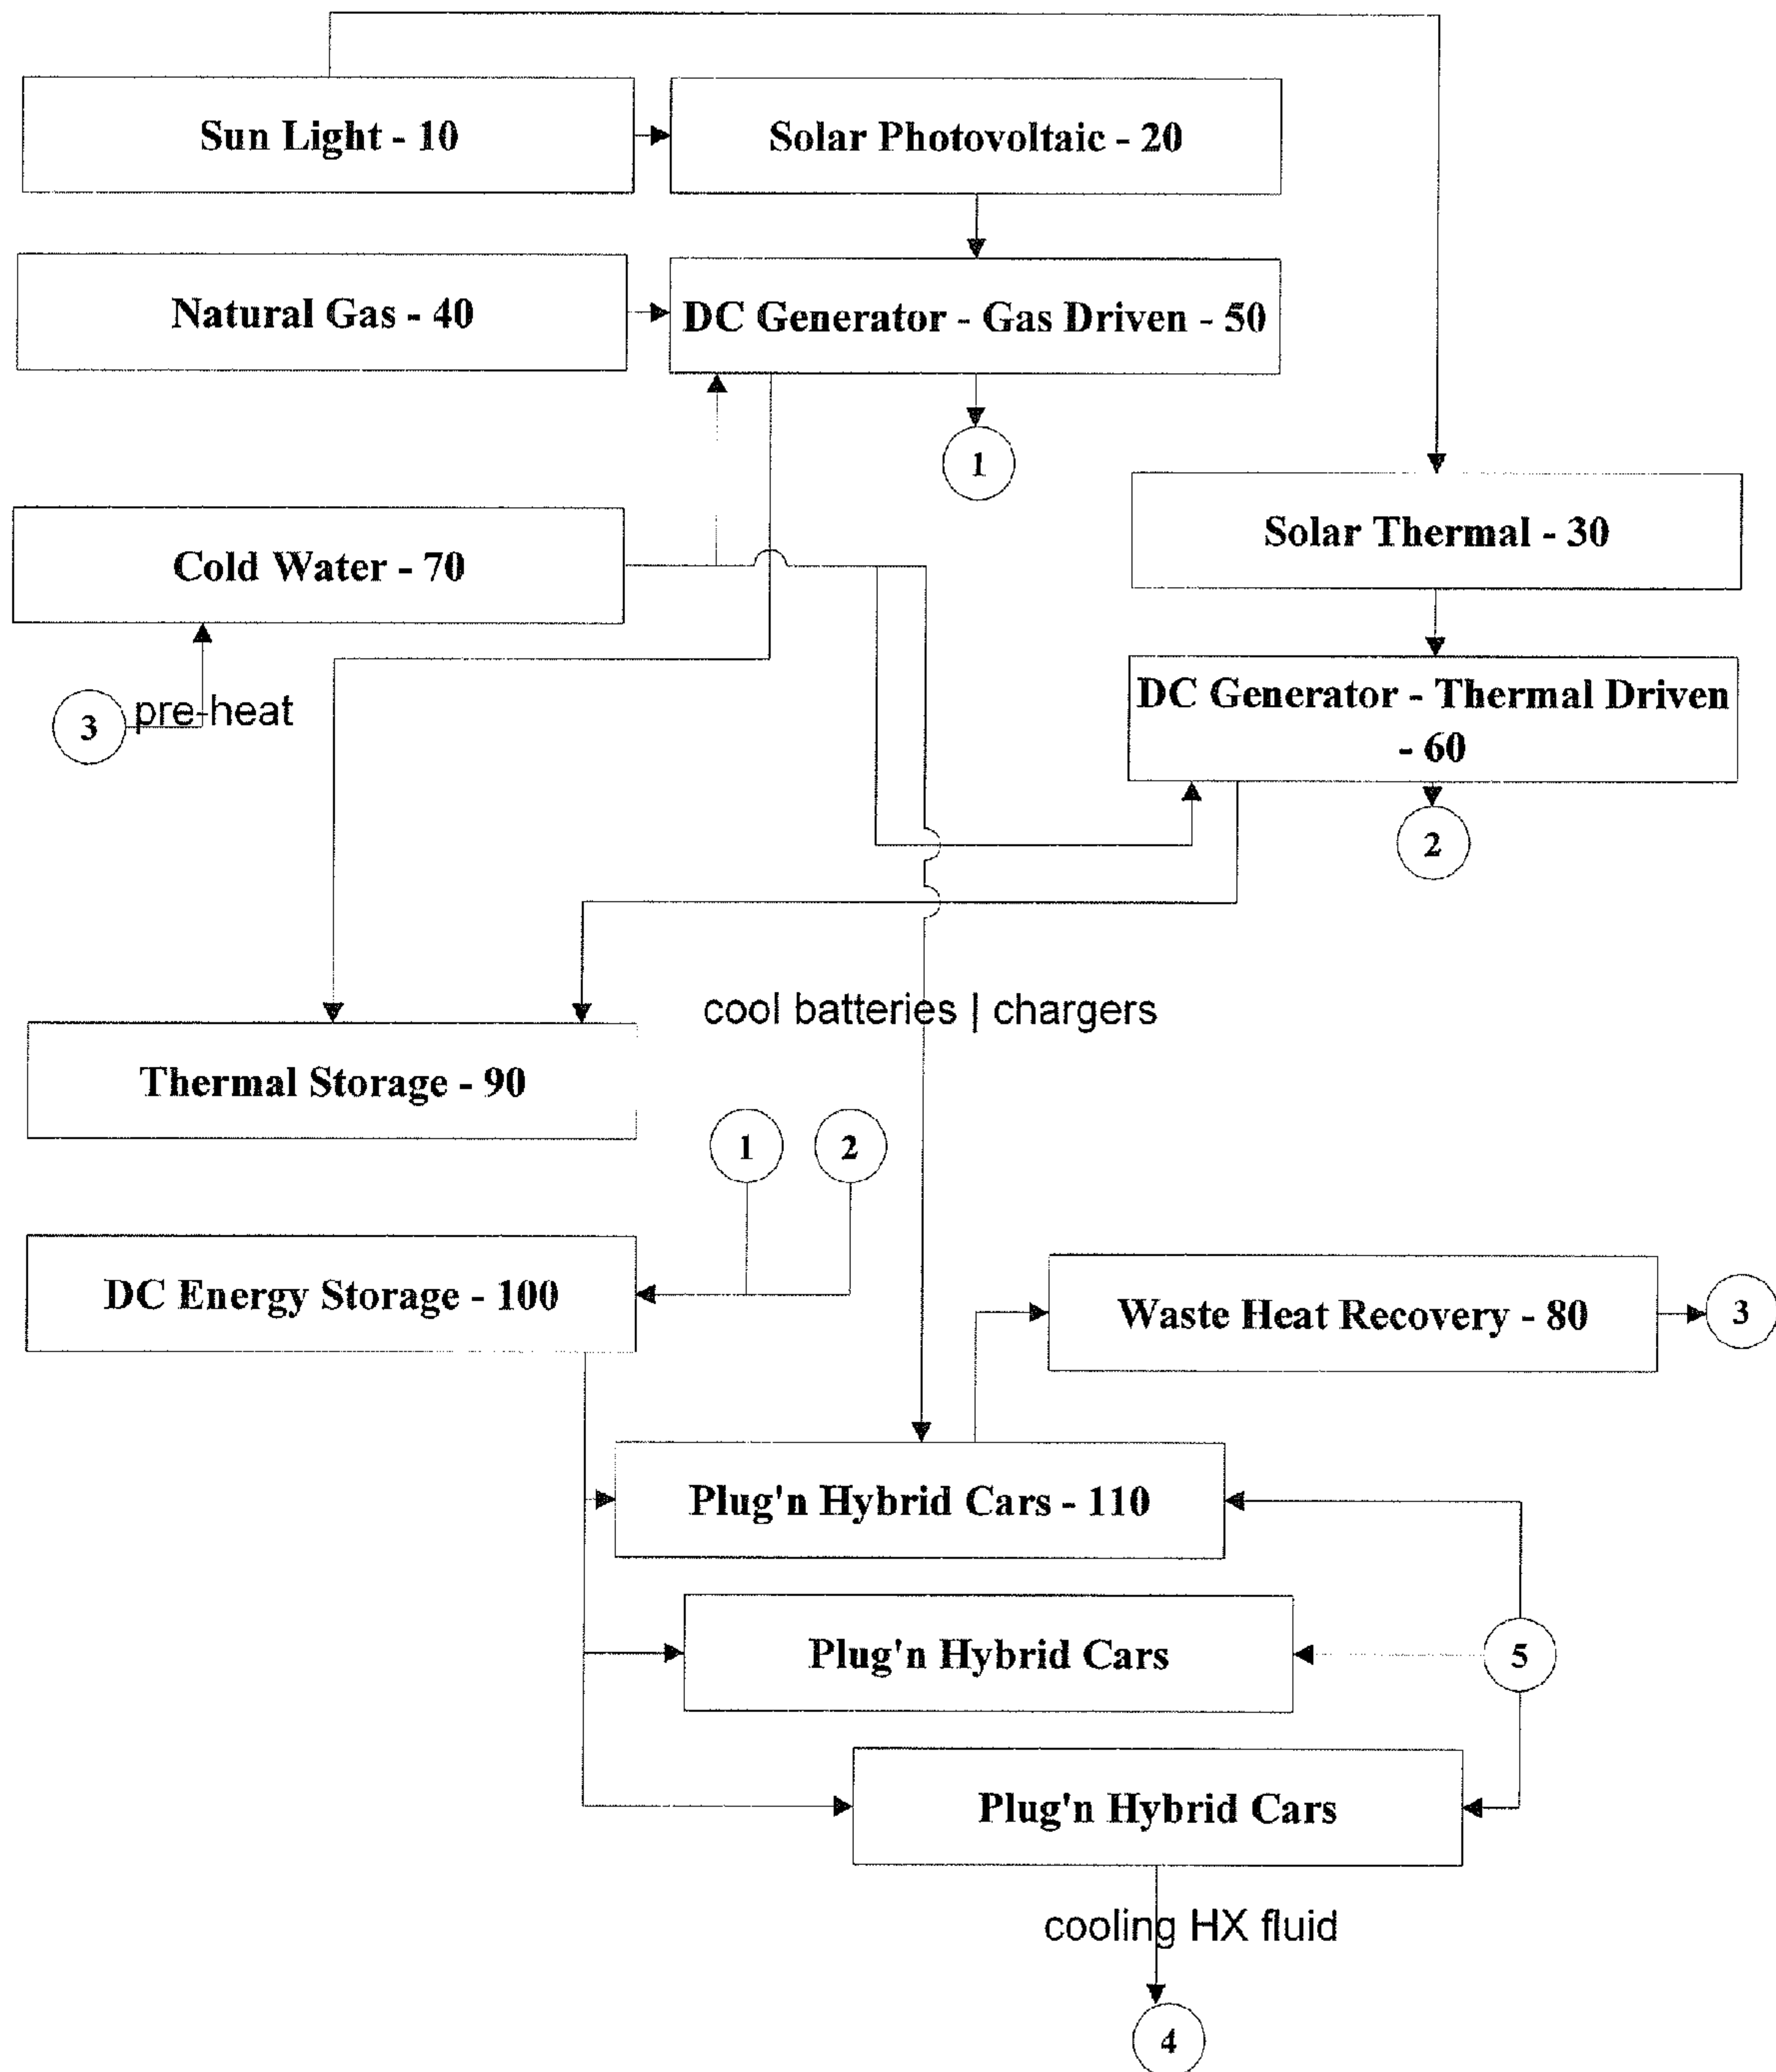 Sun Light - 10
Solar Photovoltaic - 20
Natural Gas - 40
DC Generator - Gas Driven - 50
1
Cold Water - 70
Solar Thermal - 30
3
pre-heat
DC Generator - Thermal Driven
- 60
2
cool batteries | chargers
Thermal Storage - 90
1
2
DC Energy Storage - 100
Waste Heat Recovery - 80
3
Plug'n Hybrid Cars - 110
Plug'n Hybrid Cars
5
Plug'n Hybrid Cars
cooling HX fluid
4